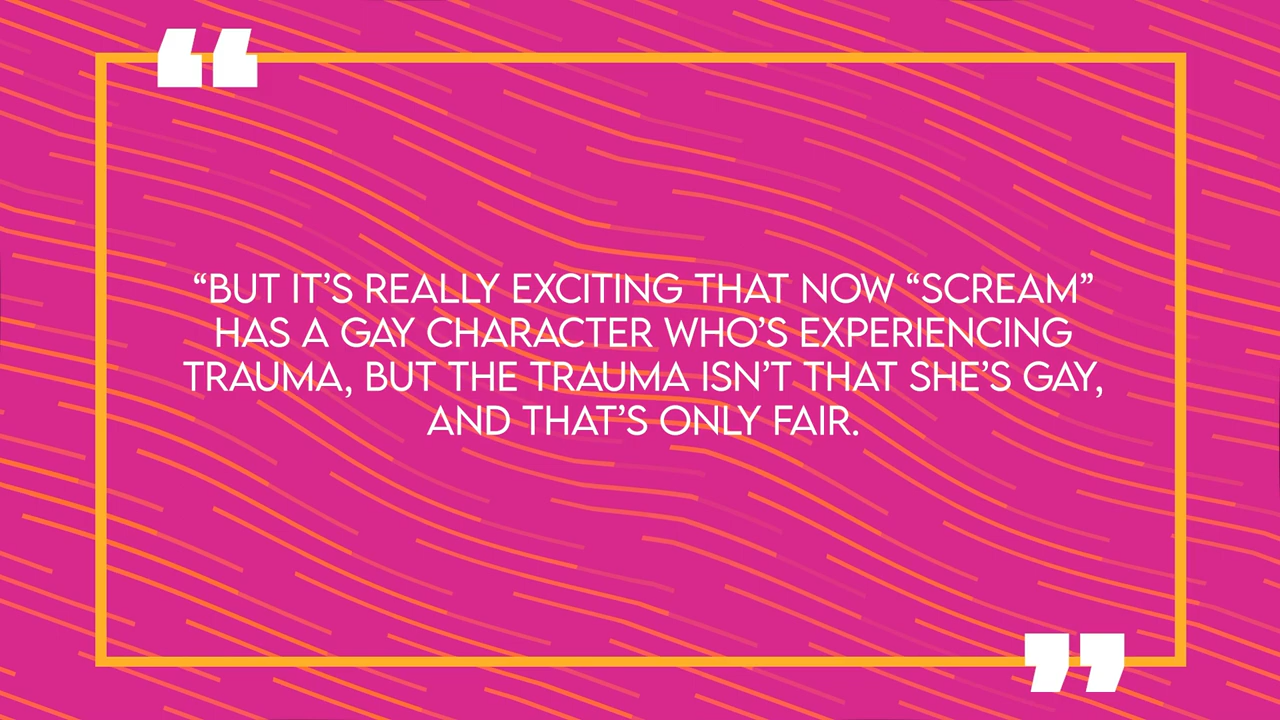 “BUT IT’S REALLY EXCITING THAT NOW “SCREAM”
HAS A GAY CHARACTER WHO’S EXPERIENCING
TRAUMA, BUT THE TRAUMA ISN’T THAT SHE’S GAY,
AND THAT’S ONLY FAIR.